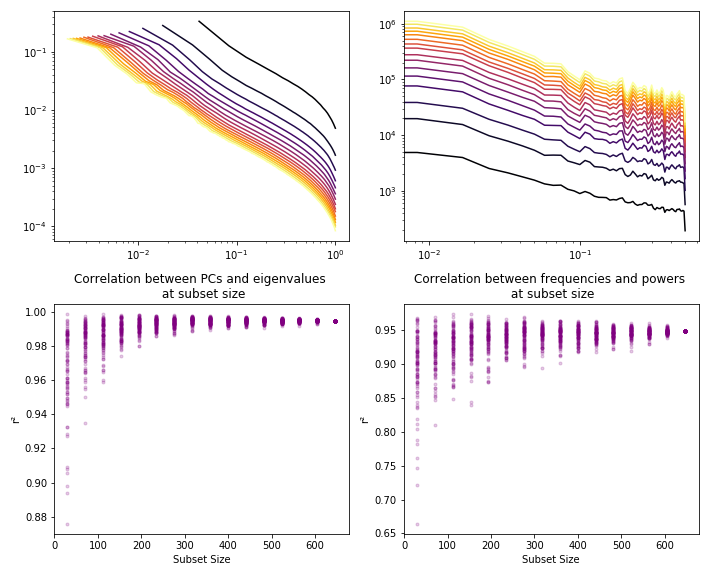 10⁻¹
10⁻²
10⁻³
10⁻⁴
10⁻² 10⁻¹ 10⁰
10⁶
10⁵
10⁴
10³
10⁻² 10⁻¹
Correlation between PCs and eigenvalues
at subset size
1.00
0.98
0.96
0.94
0.92
0.90
0.88
r²
0 100 200 300 400 500 600
Subset Size
Correlation between frequencies and powers
at subset size
0.95
0.90
0.85
0.80
0.75
0.70
0.65
r²
0 100 200 300 400 500 600
Subset Size